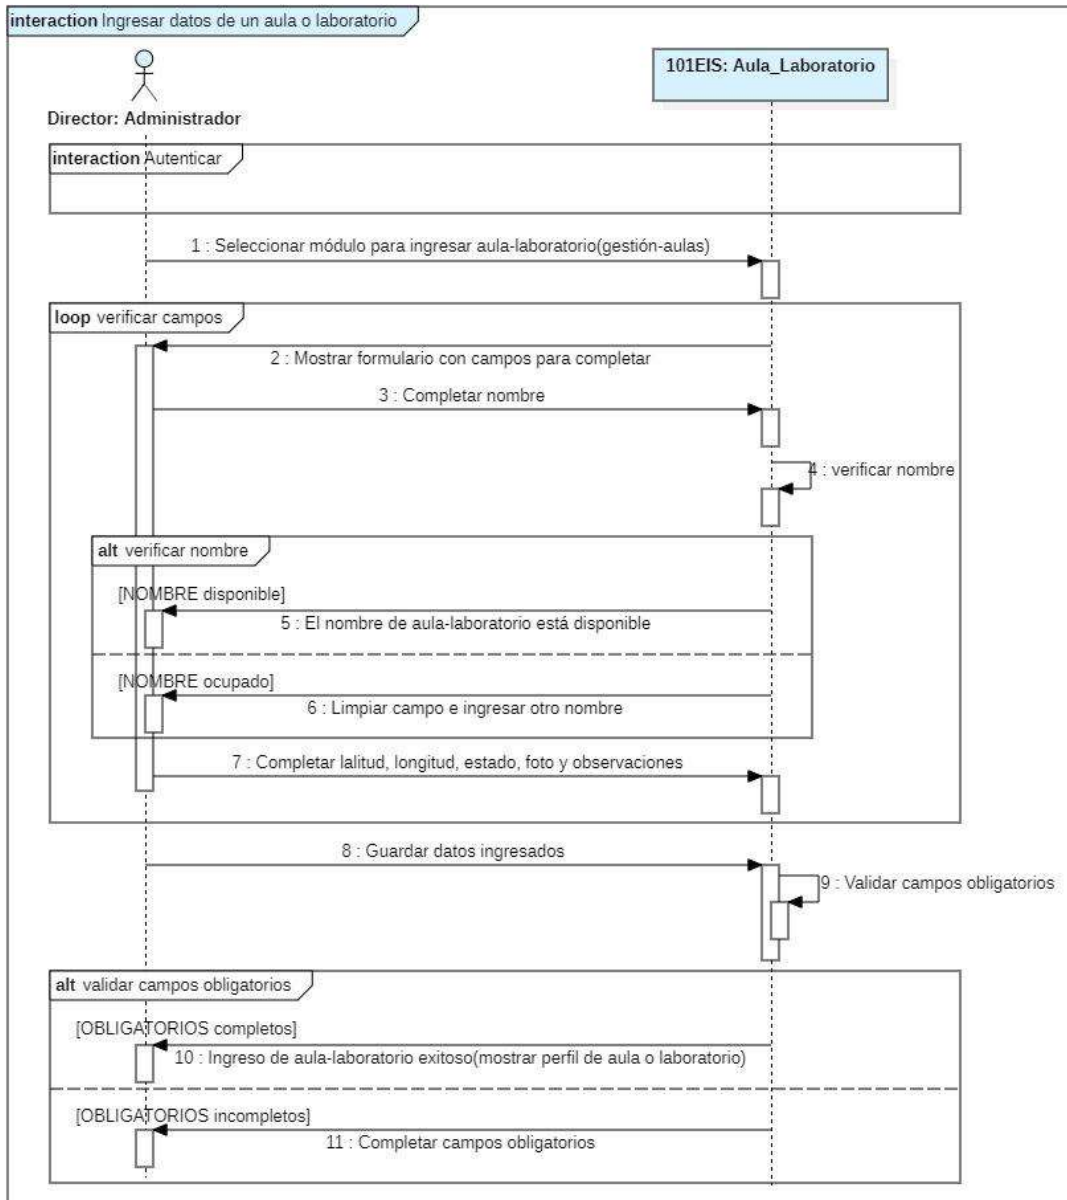 interaction Ingresar datos de un aula o laboratorio
101EIS: Aula_Laboratorio
Director: Administrador
interaction Autenticar
1 : Seleccionar módulo para ingresar aula-laboratorio(gestión-aulas)
loop verificar campos
2 : Mostrar formulario con campos para completar
3 : Completar nombre
4 : verificar nombre
alt verificar nombre
[NOMBRE disponible]
5 : El nombre de aula-laboratorio está disponible
[NOMBRE ocupado]
6 : Limpiar campo e ingresar otro nombre
7 : Completar lalitud, longitud, estado, foto y observaciones
8 : Guardar datos ingresados
9 : Validar campos obligatorios
alt validar campos obligatorios
[OBLIGATORIOS completos]
10 : Ingreso de aula-laboratorio exitoso(mostrar perfil de aula o laboratorio)
[OBLIGATORIOS incompletos]
11 : Completar campos obligatorios